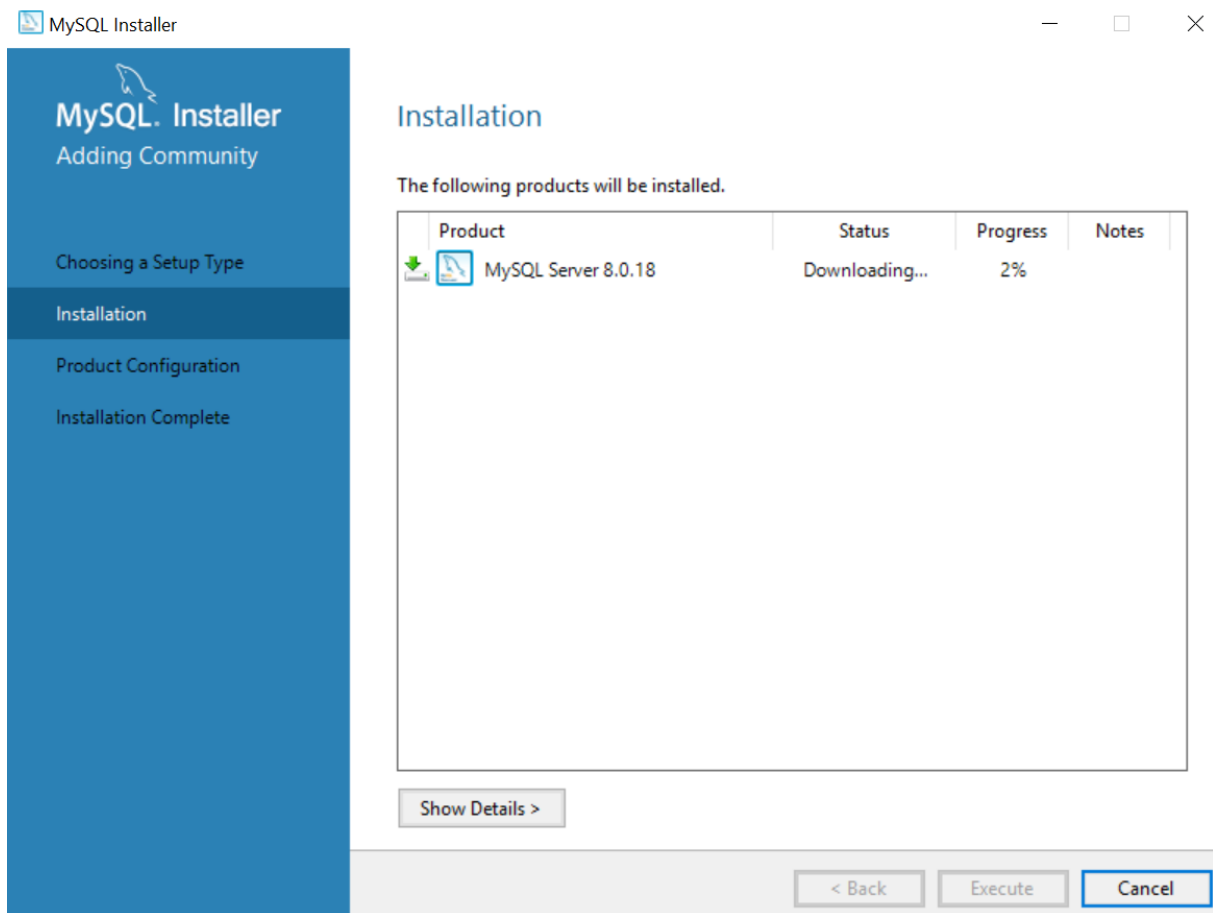 MySQL Installer
MySQL. Installer
Adding Community
Choosing a Setup Type
Installation
Product Configuration
Installation Complete
Installation
The following products will be installed.
Product Status Progress Notes
MySQL Server 8.0.18 Downloading... 2%
Show Details >
< Back Execute Cancel